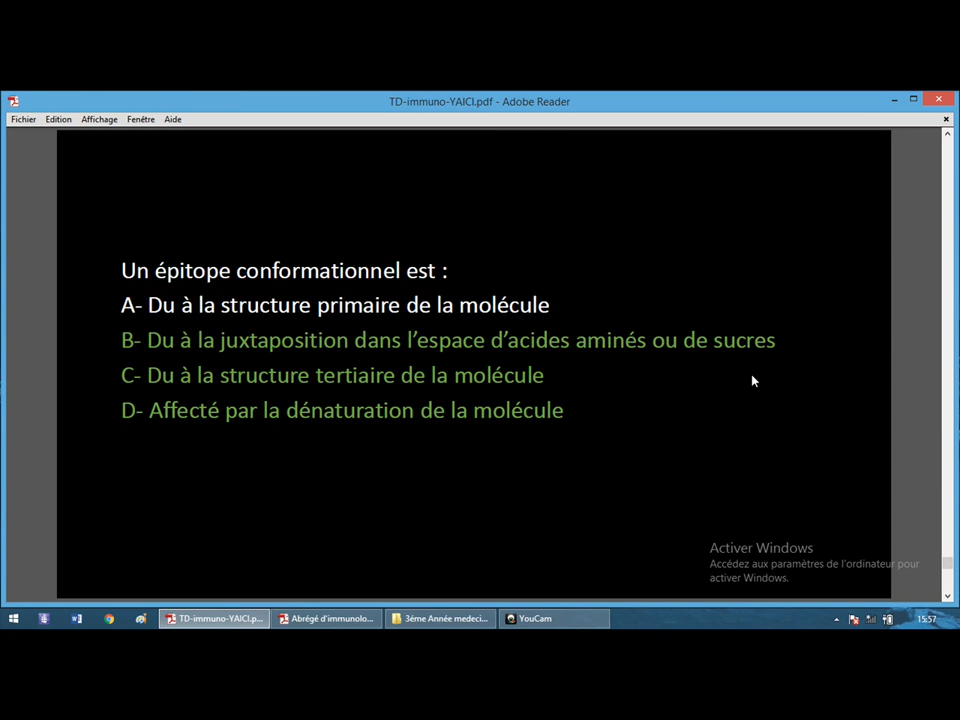 TD-immuno-YAICI.pdf - Adobe Reader
Fichier Edition Affichage Fenêtre Aide
Un épitope conformationnel est :
A- Du à la structure primaire de la molécule
B- Du à la juxtaposition dans l’espace d’acides aminés ou de sucres
C- Du à la structure tertiaire de la molécule
D- Affecté par la dénaturation de la molécule
Activer Windows
Accédez aux paramètres de l'ordinateur pour
activer Windows.
TD-immuno-YAICI.p... Abrégé d'immunolo... 3éme Année medeci... YouCam 15:57